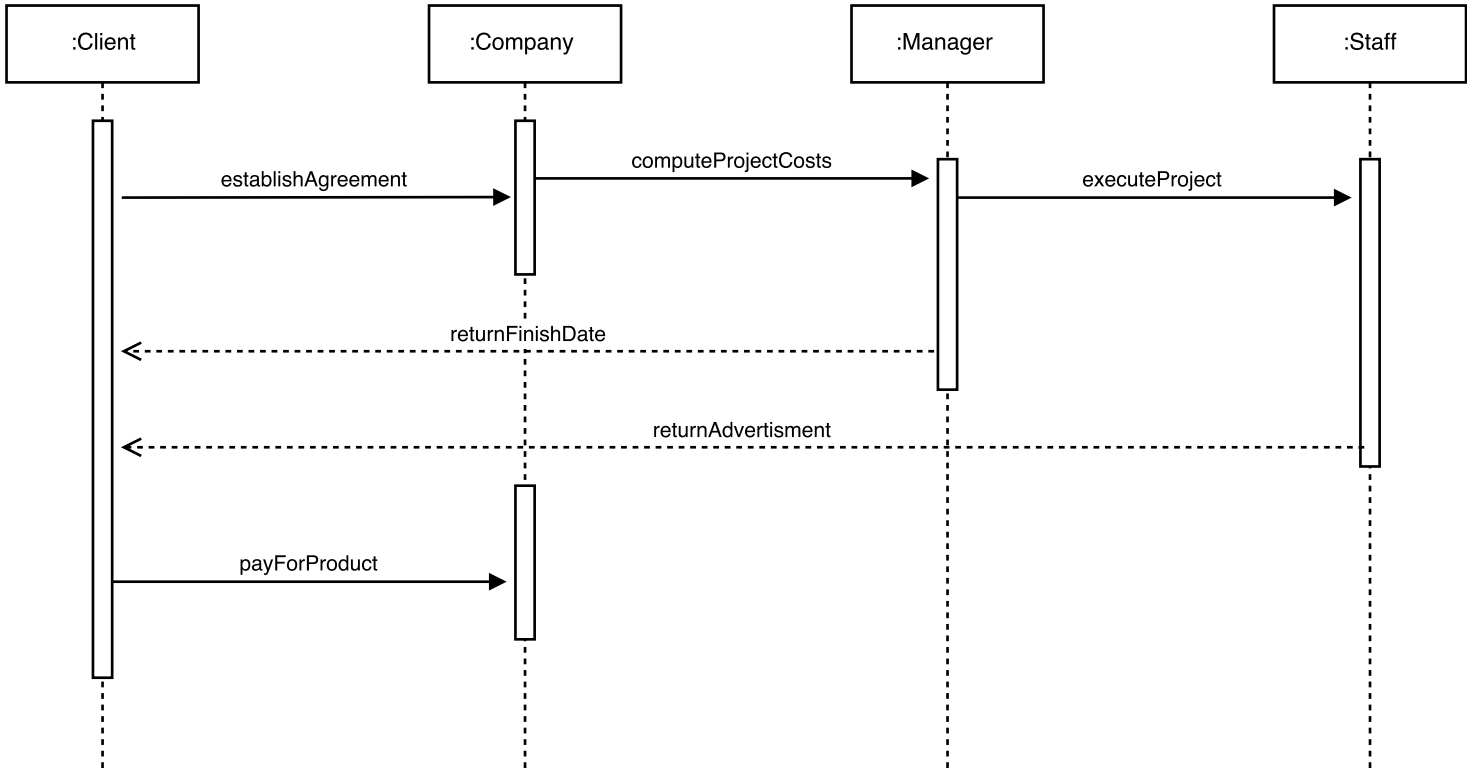 :Client
:Company
:Manager
:Staff
computeProjectCosts
establishAgreement
executeProject
returnFinishDate
returnAdvertisment
payForProduct